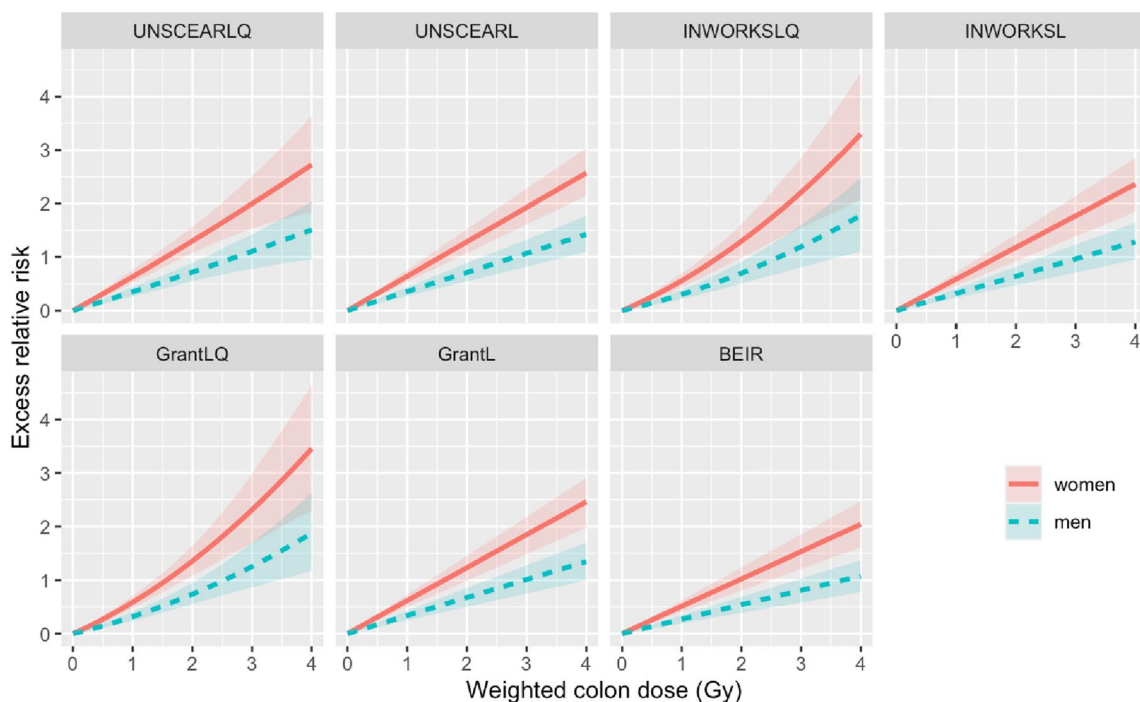 UNSCEARLQ UNSCEARL INWORKSLQ INWORKSL
4
3
2
1
0
0 1 2 3 4
GrantLQ GrantL BEIR
4
3
2
1
0
0 1 2 3 4 0 1 2 3 4 0 1 2 3 4
Excess relative risk
Weighted colon dose (Gy)
women
men